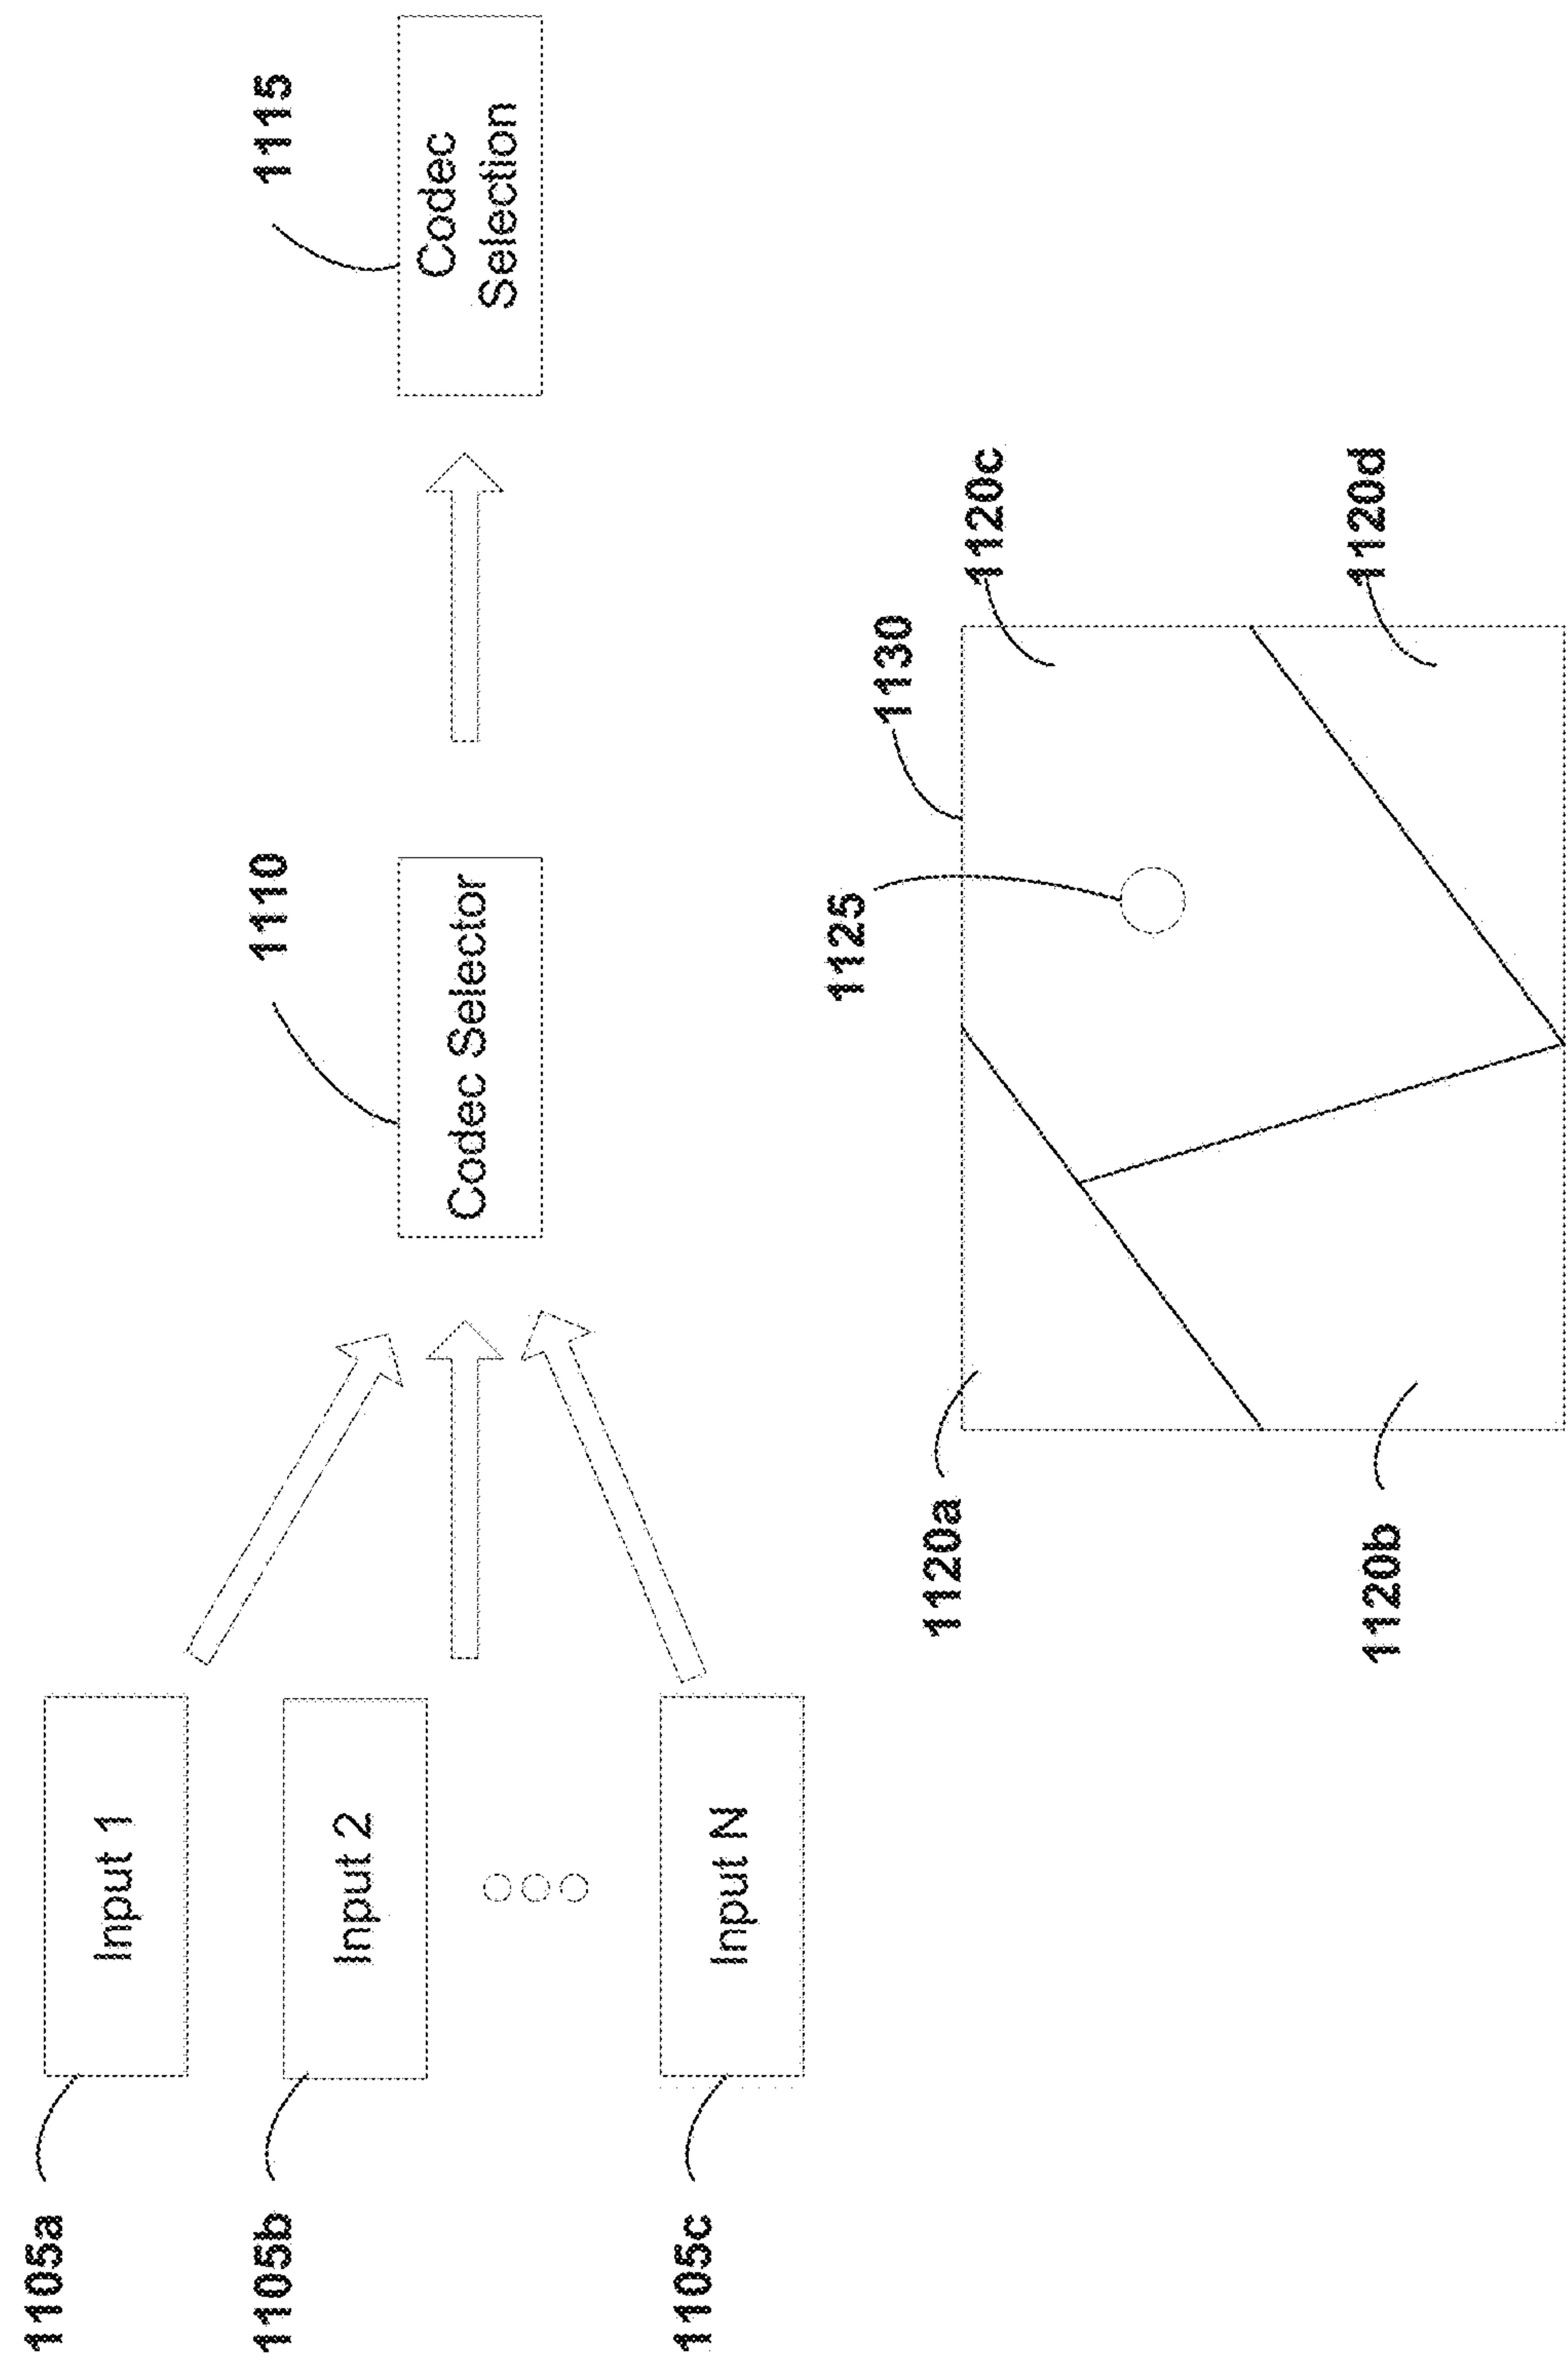 1105a
Input 1
1105b
Input 2
1105c
Input N
1110
Codec Selector
1115
Codec
Selection
1120a
1120b
1125
1130
1120c
1120d